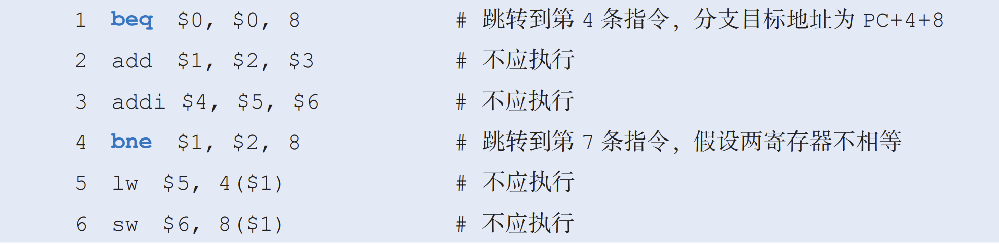 1 beq $0, $0, 8 # 跳转到第 4 条指令，分支目标地址为 PC+4+8
2 add $1, $2, $3 # 不应执行
3 addi $4, $5, $6 # 不应执行
4 bne $1, $2, 8 # 跳转到第 7 条指令，假设两寄存器不相等
5 lw $5, 4($1) # 不应执行
6 sw $6, 8($1) # 不应执行